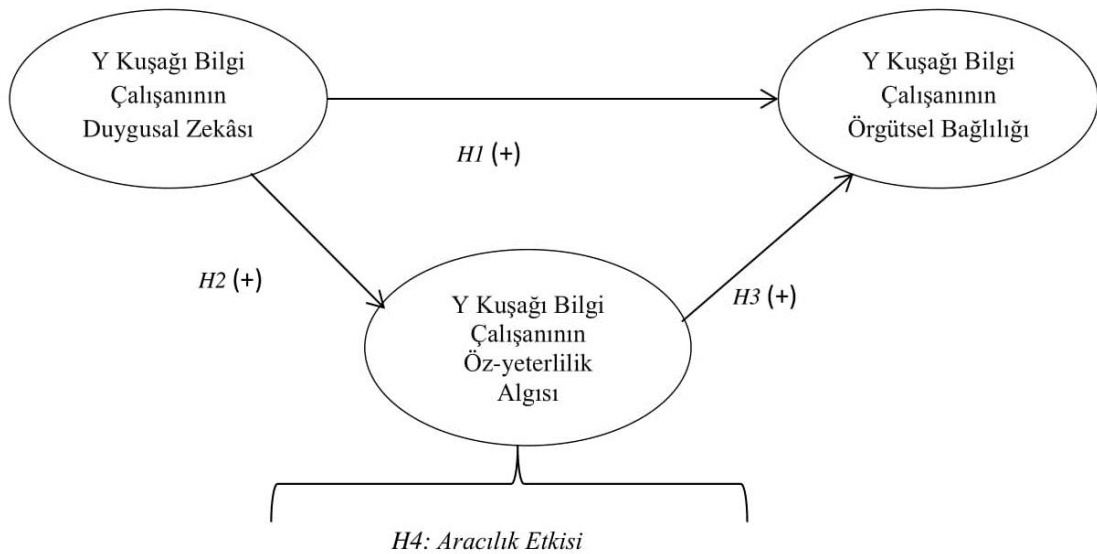 Y Kuşağı Bilgi
Çalışanının
Duygusal Zekâsı
Y Kuşağı Bilgi
Çalışanının
Örgütsel Bağlılığı
H1 (+)
H2 (+)
H3 (+)
Y Kuşağı Bilgi
Çalışanının
Öz-yeterlilik
Algısı
H4: Aracılık Etkisi